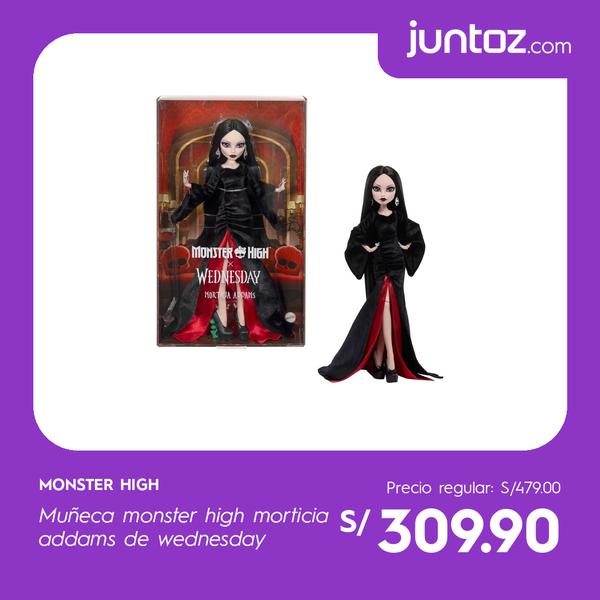 juntoz.com
MONSTER HIGH
X
WEDNESDAY
MORTICIA ADDAMS
MONSTER HIGH
Precio regular: S/479.00
Muñeca monster high morticia
addams de wednesday
S/ 309.90